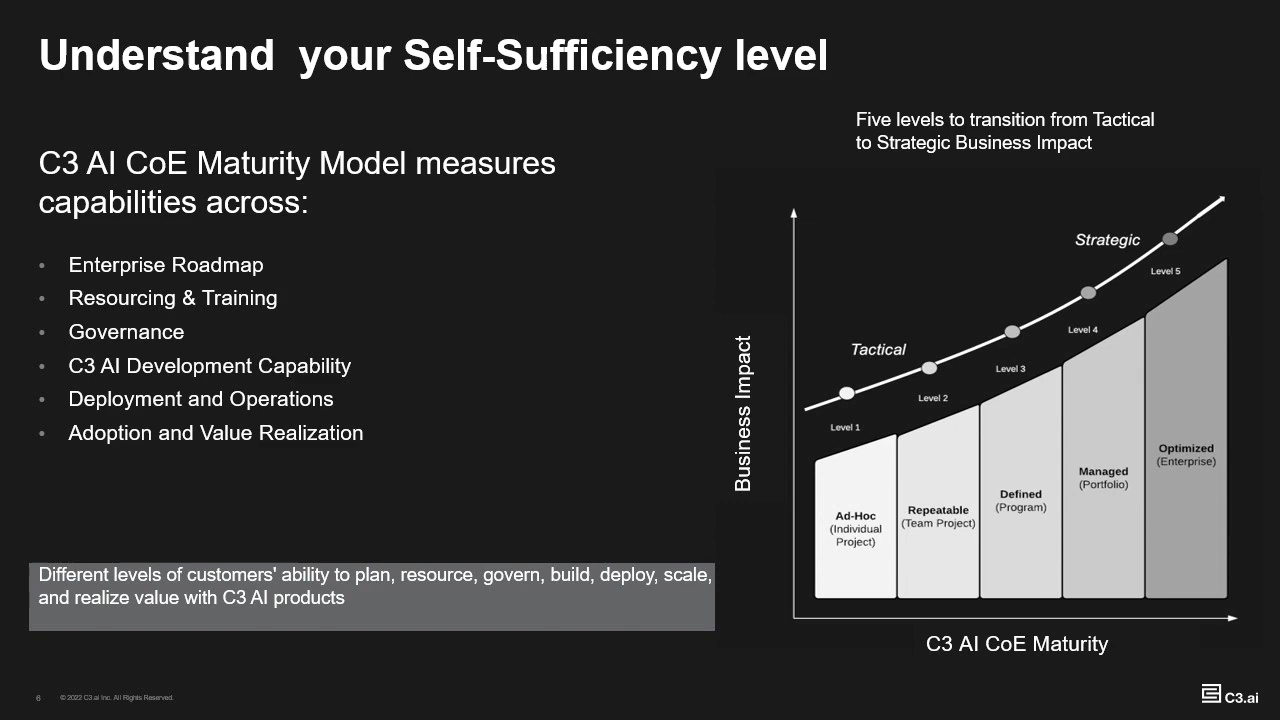 Understand  your Self-Sufficiency level
C3 AI CoE Maturity Model measures
capabilities across:
• Enterprise Roadmap
• Resourcing & Training
• Governance
• C3 AI Development Capability
• Deployment and Operations
• Adoption and Value Realization
Different levels of customers' ability to plan, resource, govern, build, deploy, scale,
and realize value with C3 AI products
Five levels to transition from Tactical
to Strategic Business Impact
Business Impact
Tactical
Strategic
Level 1
Level 2
Level 3
Level 4
Level 5
Ad-Hoc
(Individual
Project)
Repeatable
(Team Project)
Defined
(Program)
Managed
(Portfolio)
Optimized
(Enterprise)
C3 AI CoE Maturity
6
© 2022 C3.ai Inc. All Rights Reserved.
C3.ai